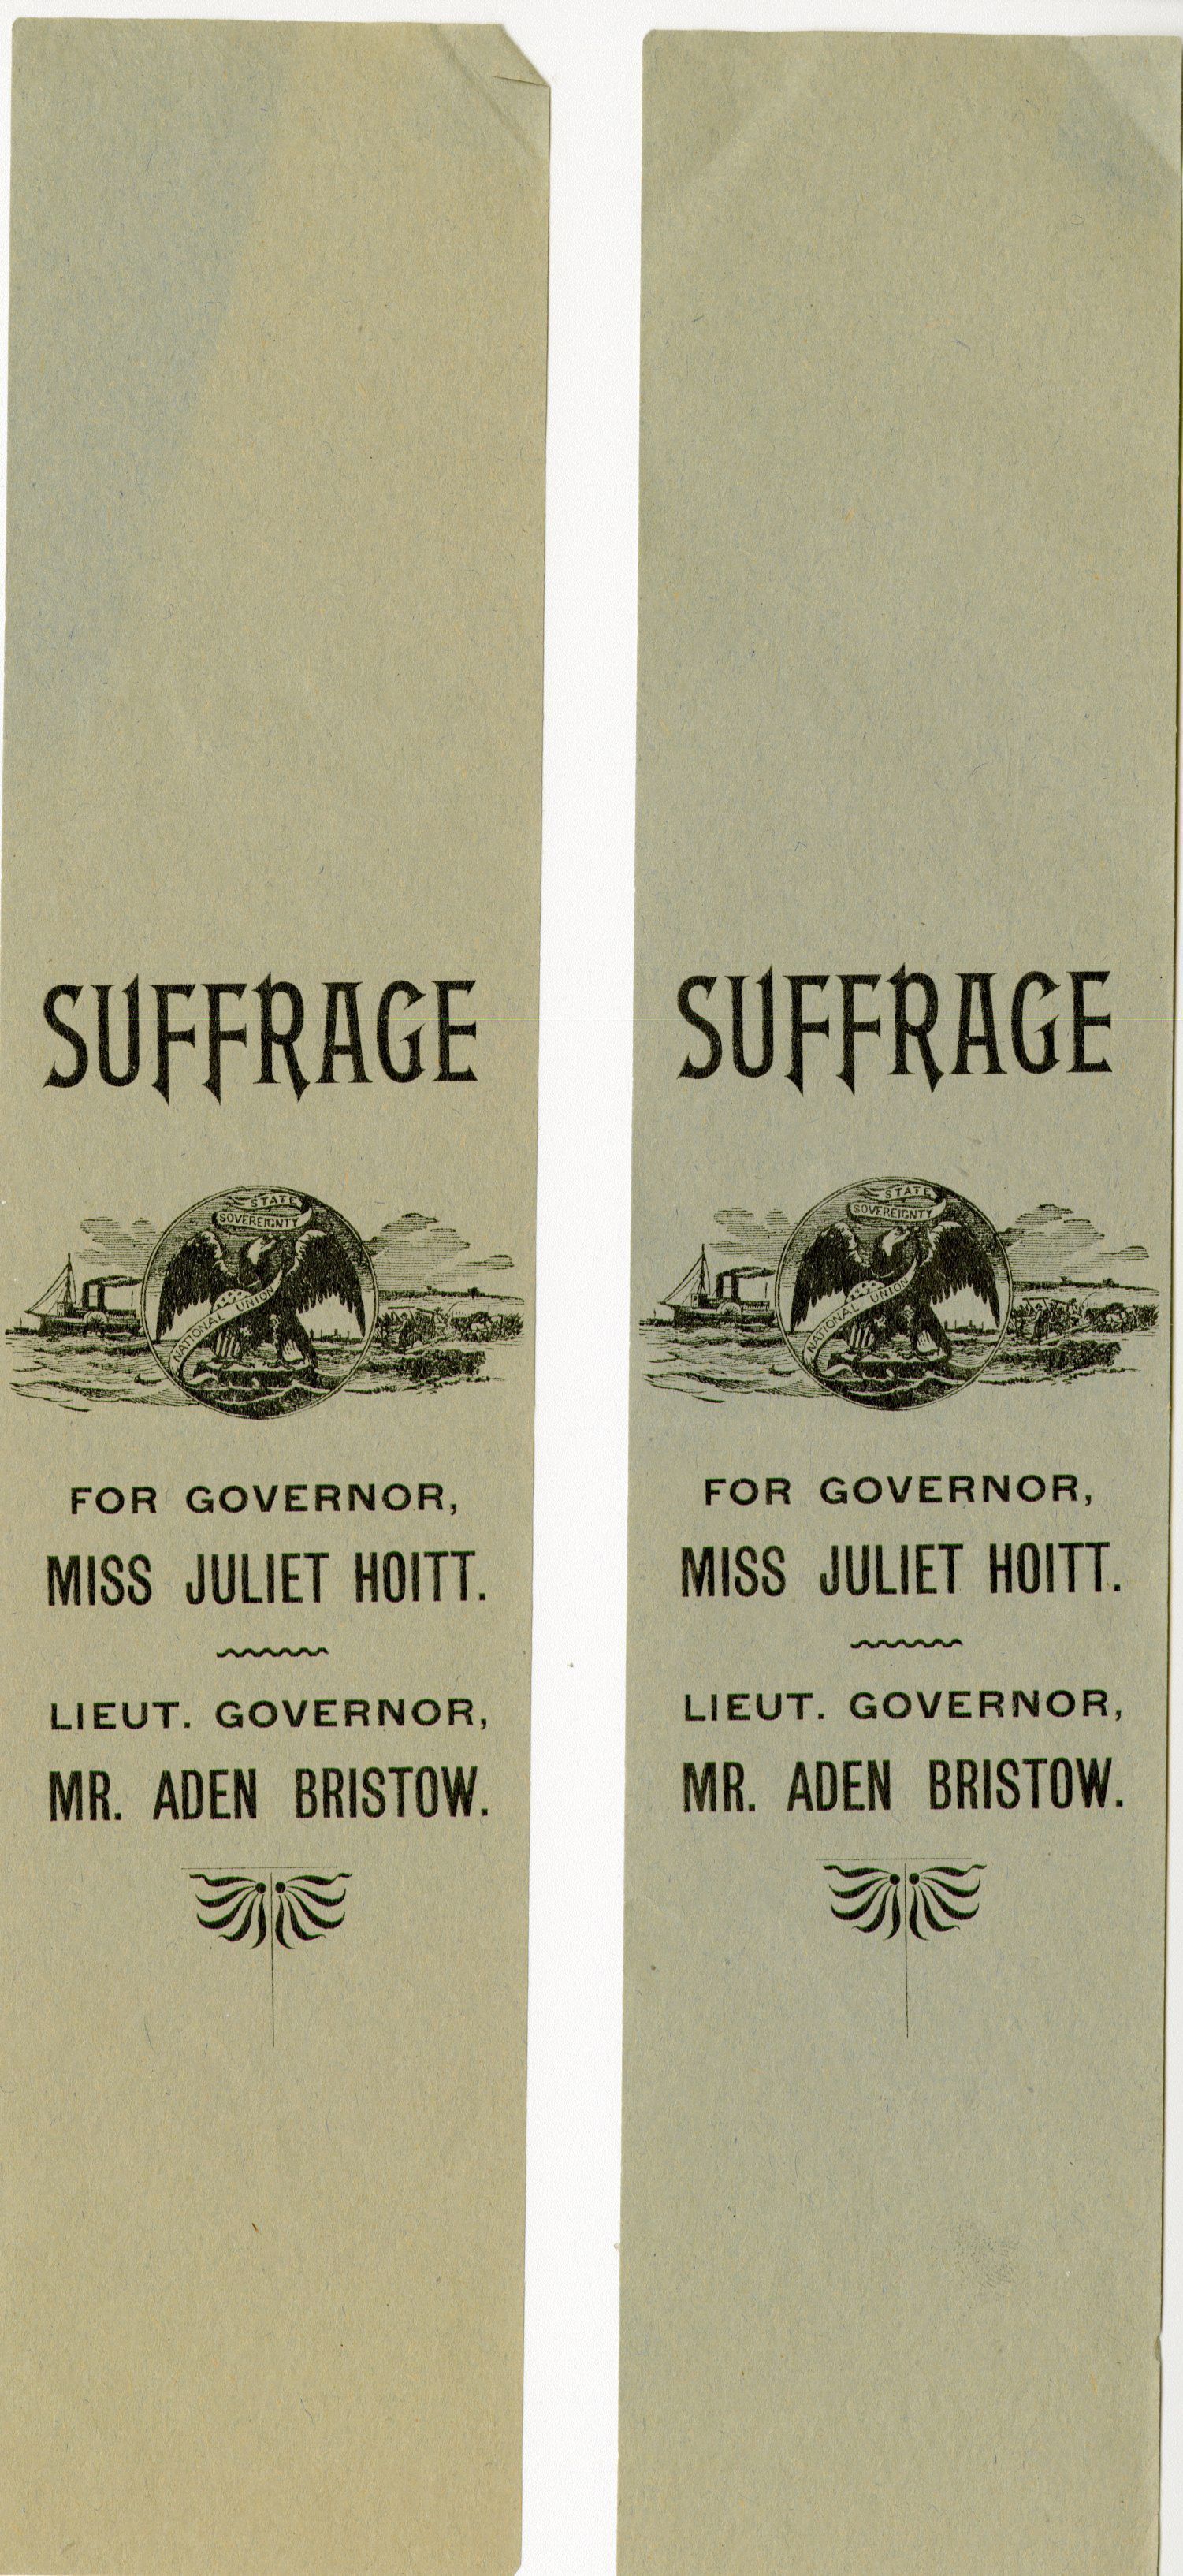 SUFFRAGE
STATE
SOVEREIGNTY
NATIONAL UNION
FOR GOVERNOR,
MISS JULIET HOITT.
LIEUT. GOVERNOR,
MR. ADEN BRISTOW.
SUFFRAGE
STATE
SOVEREIGNTY
NATIONAL UNION
FOR GOVERNOR,
MISS JULIET HOITT.
LIEUT. GOVERNOR,
MR. ADEN BRISTOW.